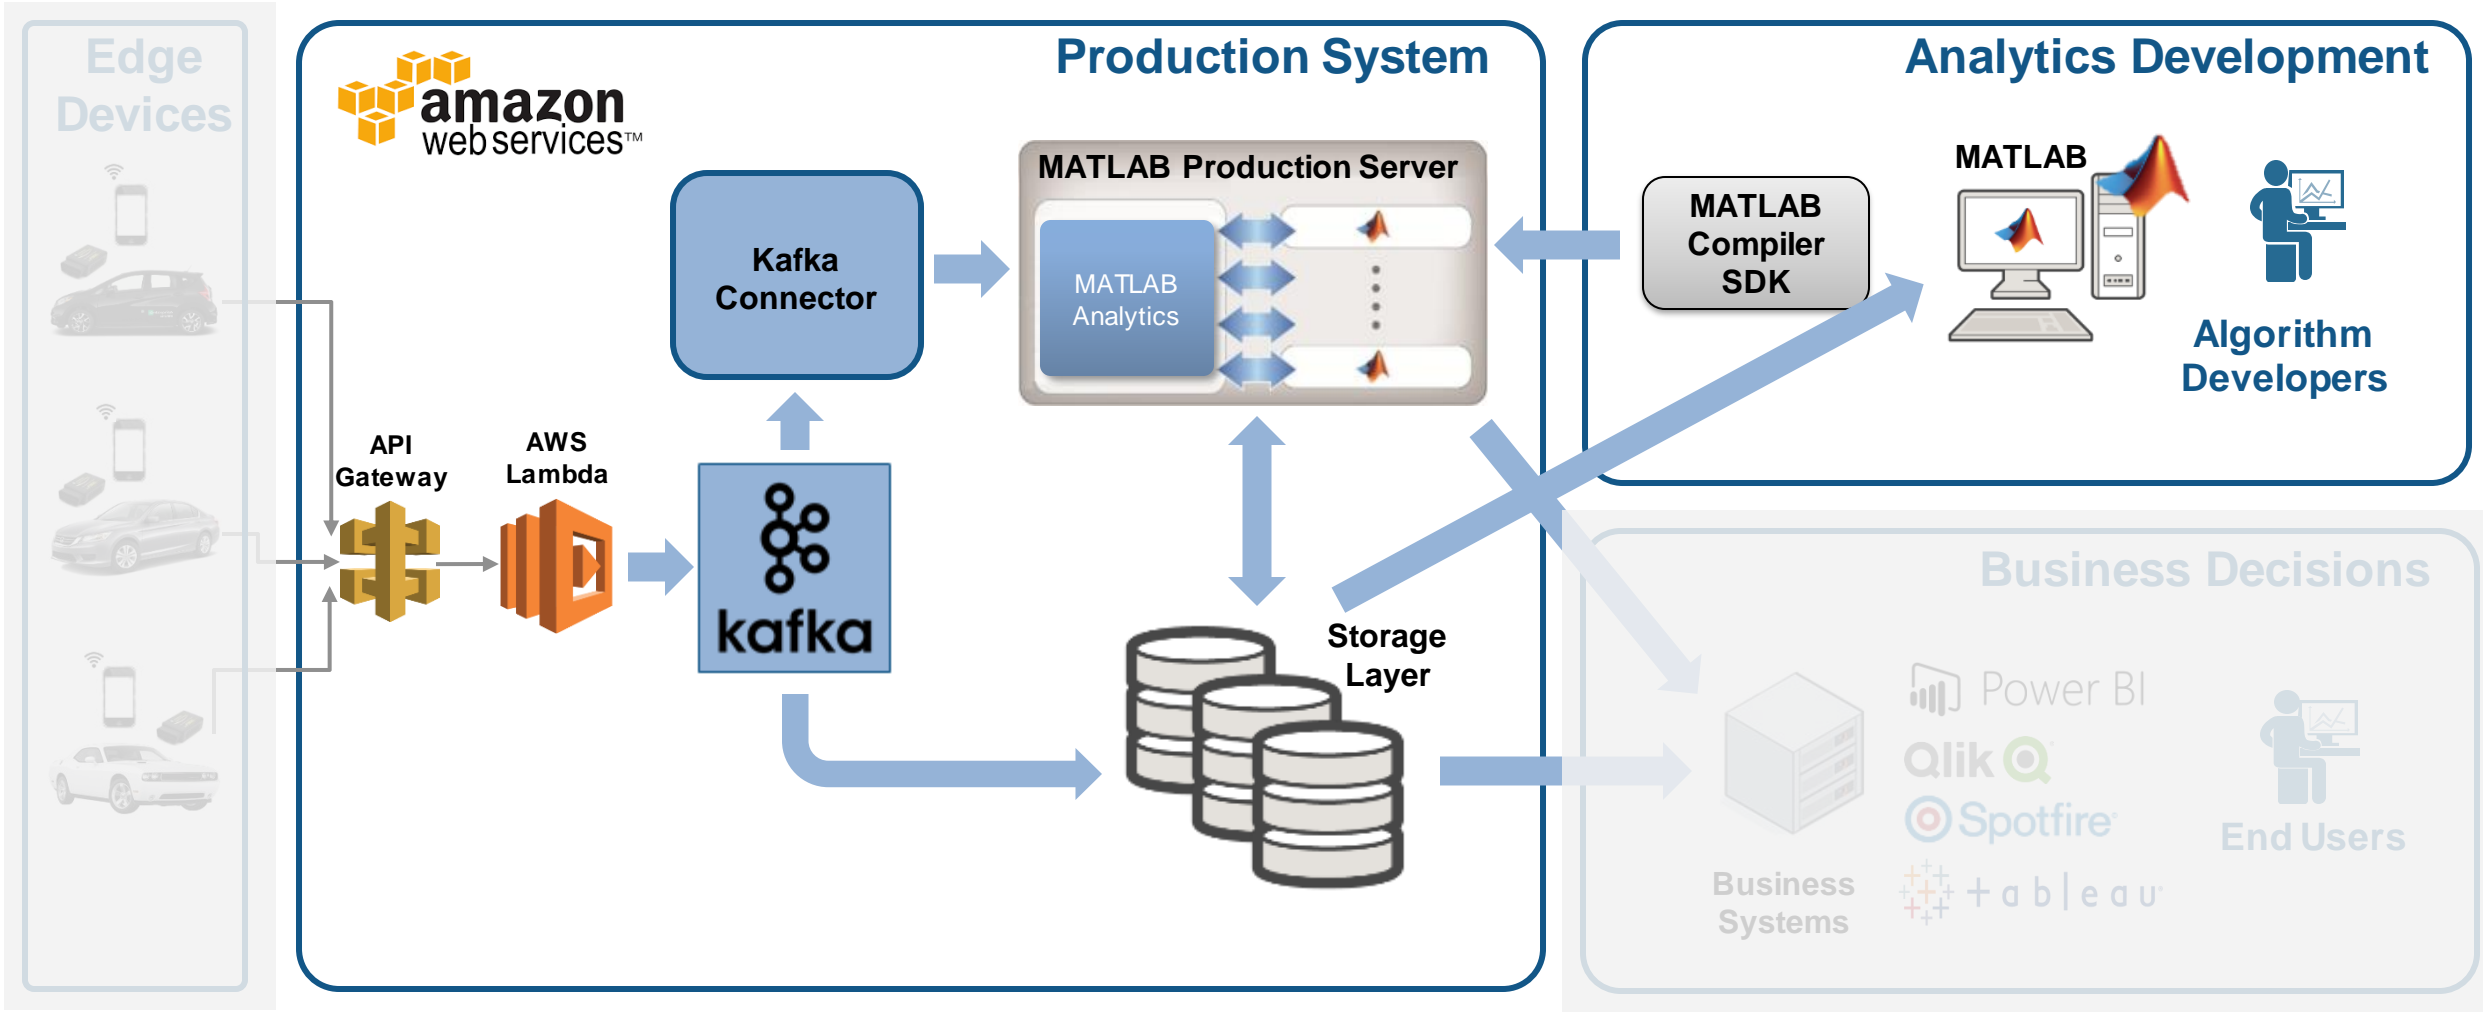 Edge
Devices
amazon
web services™
Production System
MATLAB Production Server
MATLAB
Analytics
Kafka
Connector
API
Gateway
AWS
Lambda
kafka
Storage
Layer
Analytics Development
MATLAB
Compiler
SDK
MATLAB
Algorithm
Developers
Business Decisions
Power BI
Qlik
Spotfire
+ableau
End Users
Business
Systems